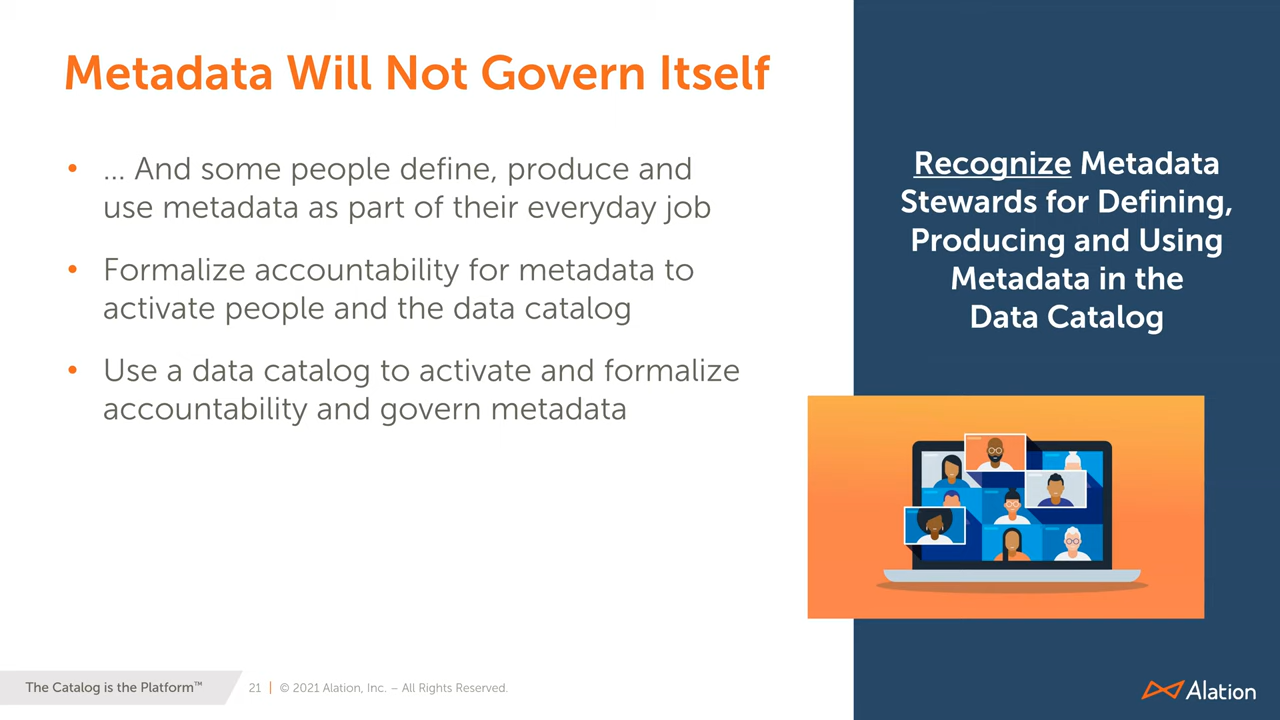 Metadata Will Not Govern Itself
• ... And some people define, produce and
use metadata as part of their everyday job
• Formalize accountability for metadata to
activate people and the data catalog
• Use a data catalog to activate and formalize
accountability and govern metadata
Recognize Metadata
Stewards for Defining,
Producing and Using
Metadata in the
Data Catalog
The Catalog is the Platform™
21 | © 2021 Alation, Inc. – All Rights Reserved.
Alation